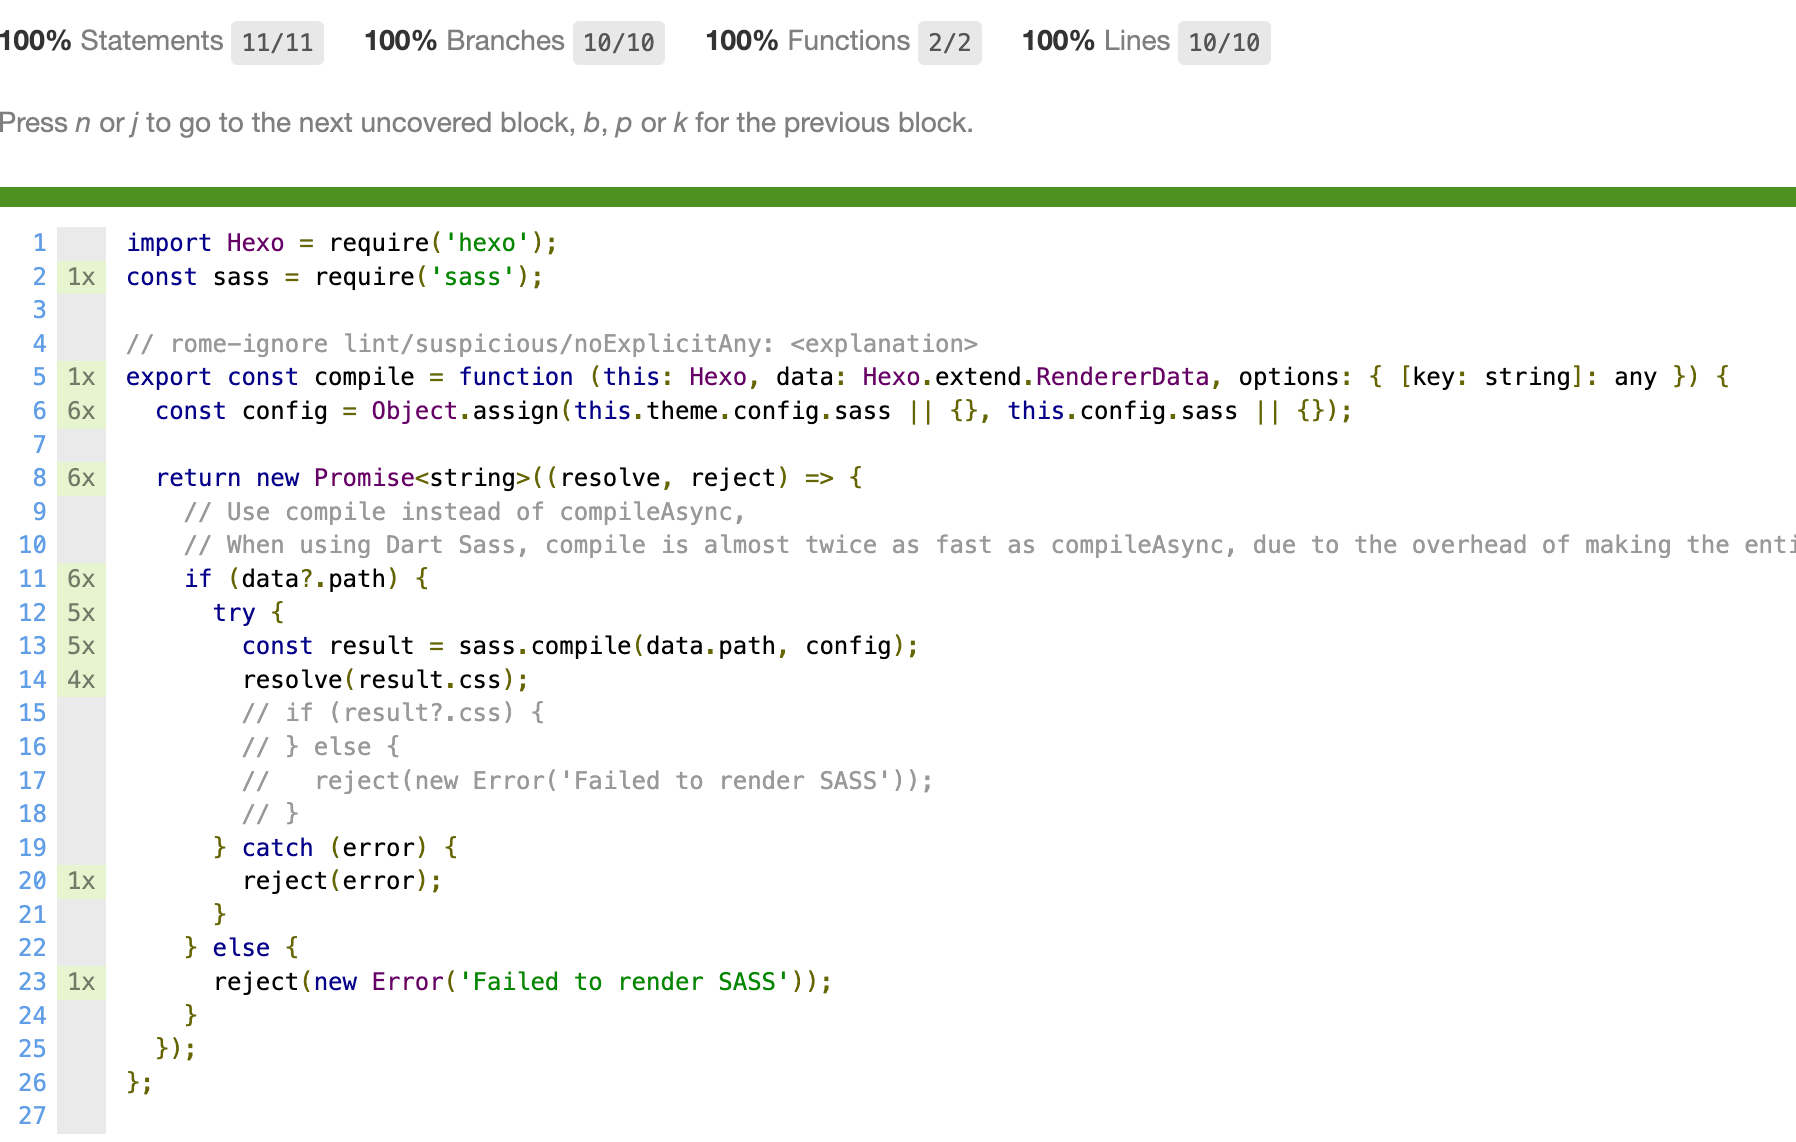 100% Statements 11/11 100% Branches 10/10 100% Functions 2/2 100% Lines 10/10
Press n or j to go to the next uncovered block, b, p or k for the previous block.
1 import Hexo = require('hexo');
2 1x const sass = require('sass');
3
4 // rome-ignore lint/suspicious/noExplicitAny: <explanation>
5 1x export const compile = function (this: Hexo, data: Hexo.extend.RendererData, options: { [key: string]: any }) {
6 6x   const config = Object.assign(this.theme.config.sass || {}, this.config.sass || {});
7
8 6x   return new Promise<string>((resolve, reject) => {
9     // Use compile instead of compileAsync,
10     // When using Dart Sass, compile is almost twice as fast as compileAsync, due to the overhead of making the enti
11 6x     if (data?.path) {
12 5x       try {
13 5x         const result = sass.compile(data.path, config);
14 4x         resolve(result.css);
15         // if (result?.css) {
16         // } else {
17         //   reject(new Error('Failed to render SASS'));
18         // }
19       } catch (error) {
20 1x         reject(error);
21       }
22     } else {
23 1x       reject(new Error('Failed to render SASS'));
24     }
25   });
26 };
27